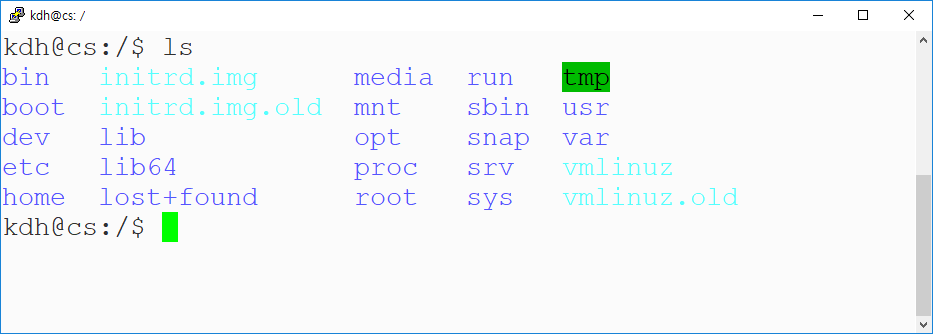 kdh@cs: /
kdh@cs:/$ ls
bin   initrd.img      media  run   tmp
boot  initrd.img.old  mnt    sbin  usr
dev   lib             opt    snap  var
etc   lib64           proc   srv   vmlinuz
home  lost+found      root   sys   vmlinuz.old
kdh@cs:/$